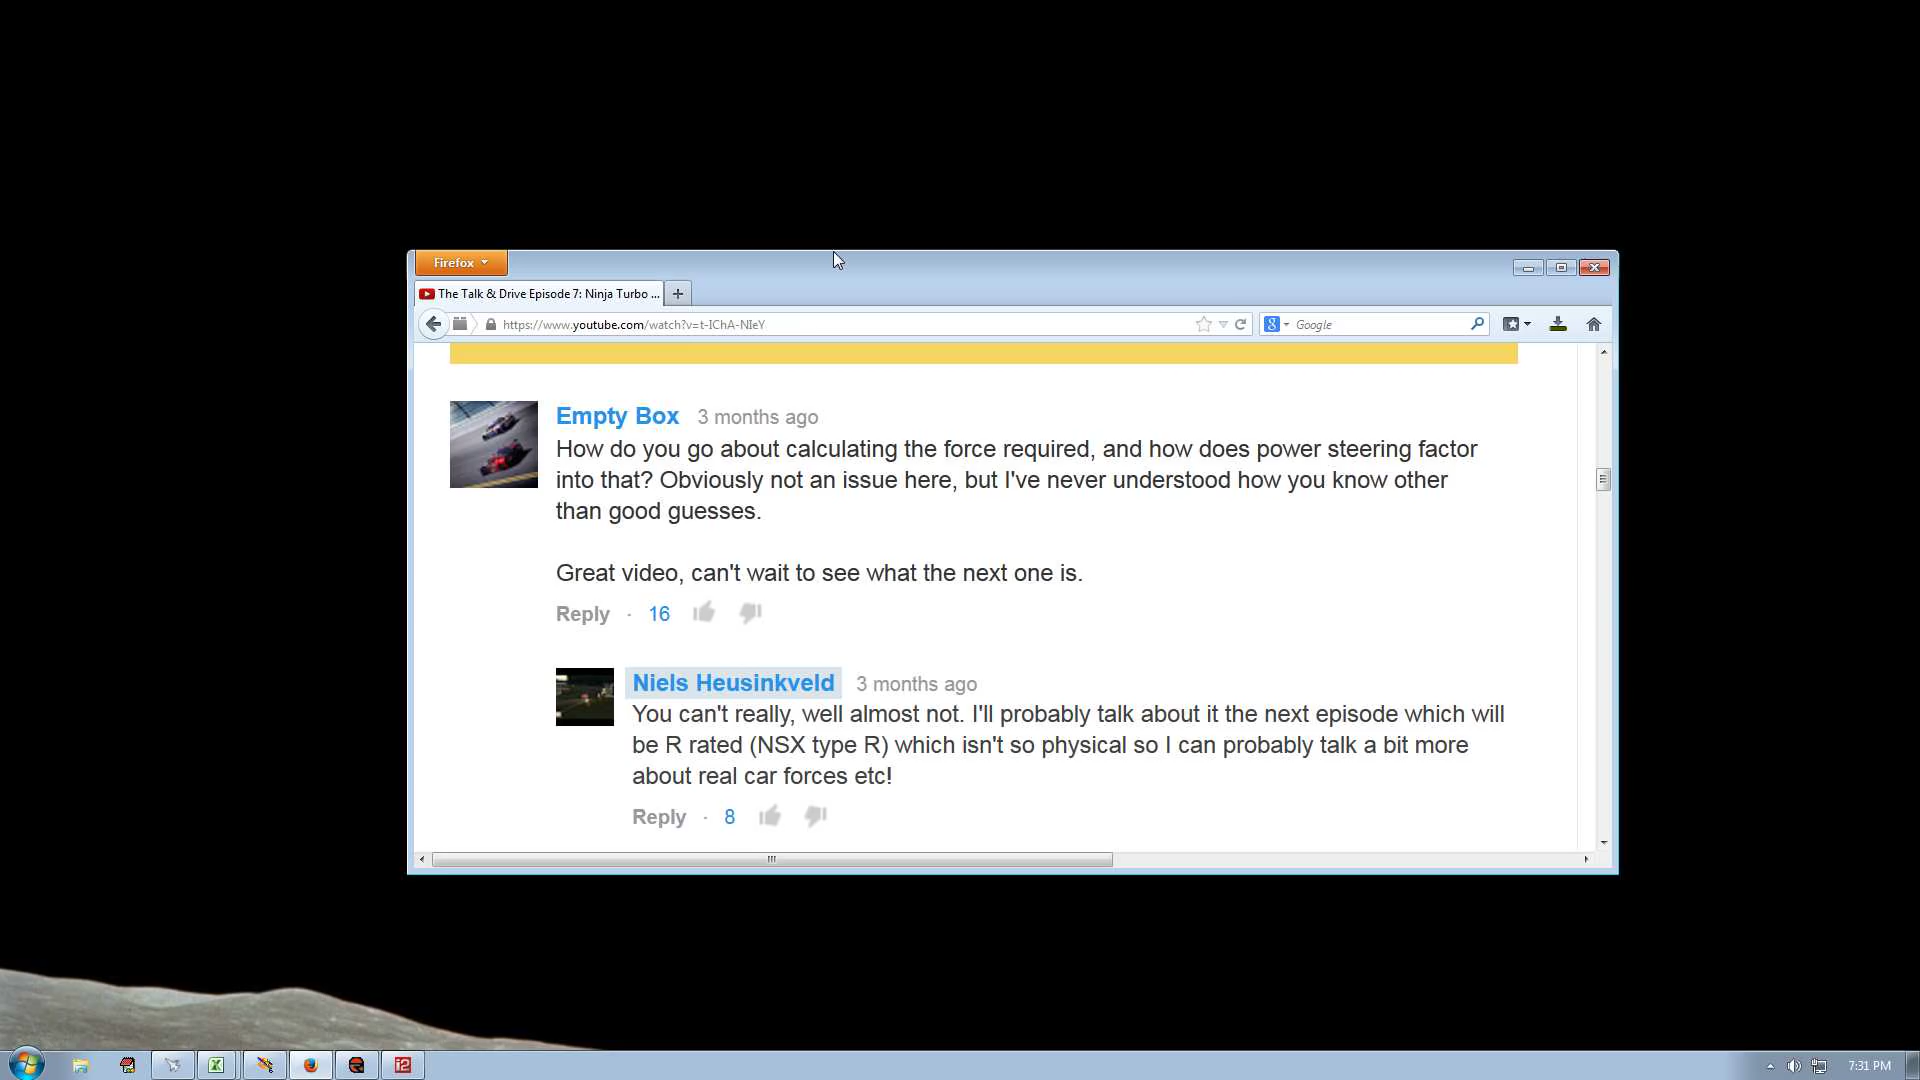 Firefox
The Talk & Drive Episode 7: Ninja Turbo ...
https://www.youtube.com/watch?v=t-IChA-NIeY
8 Google
Empty Box 3 months ago
How do you go about calculating the force required, and how does power steering factor
into that? Obviously not an issue here, but I've never understood how you know other
than good guesses.
Great video, can't wait to see what the next one is.
Reply · 16
Niels Heusinkveld 3 months ago
You can't really, well almost not. I'll probably talk about it the next episode which will
be R rated (NSX type R) which isn't so physical so I can probably talk a bit more
about real car forces etc!
Reply · 8
i2
7:31 PM